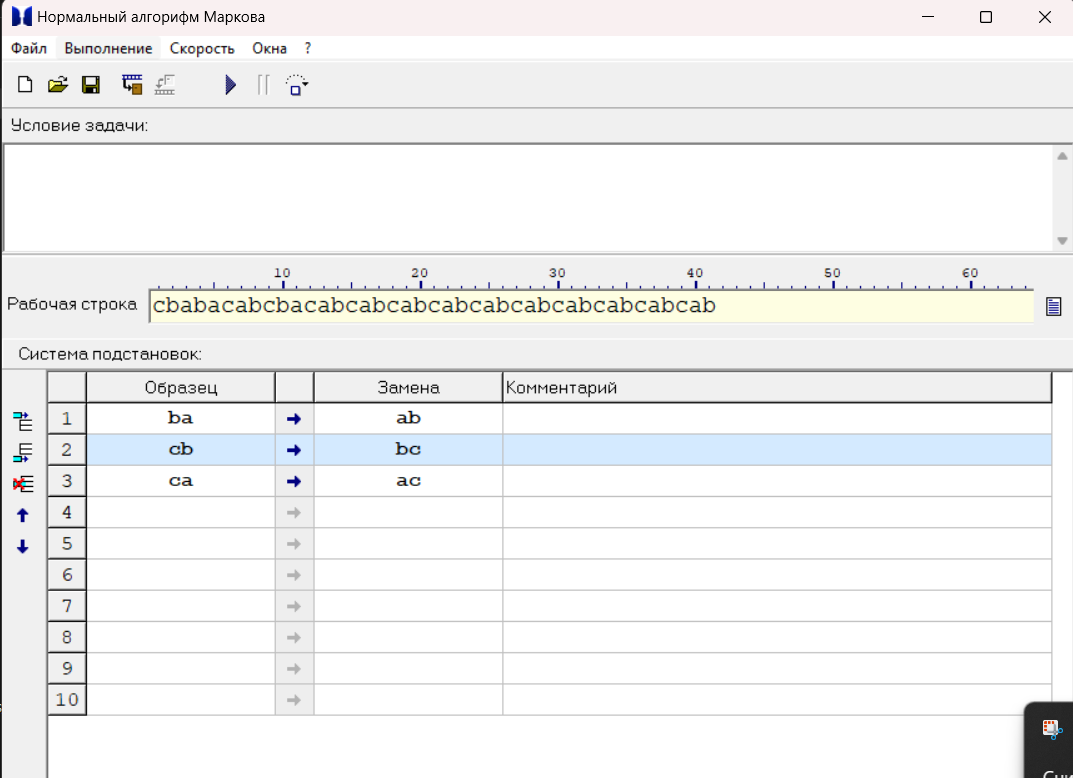 Нормальный алгорифм Маркова
Файл Выполнение Скорость Окна ?
Условие задачи:
10 20 30 40 50 60
Рабочая строка cbabacabcbacabcabcabcabcabcabcabcabcabcab
Система подстановок:
Образец Замена Комментарий
1 ba → ab
2 cb → bc
3 ca → ac
4 →
5 →
6 →
7 →
8 →
9 →
10 →